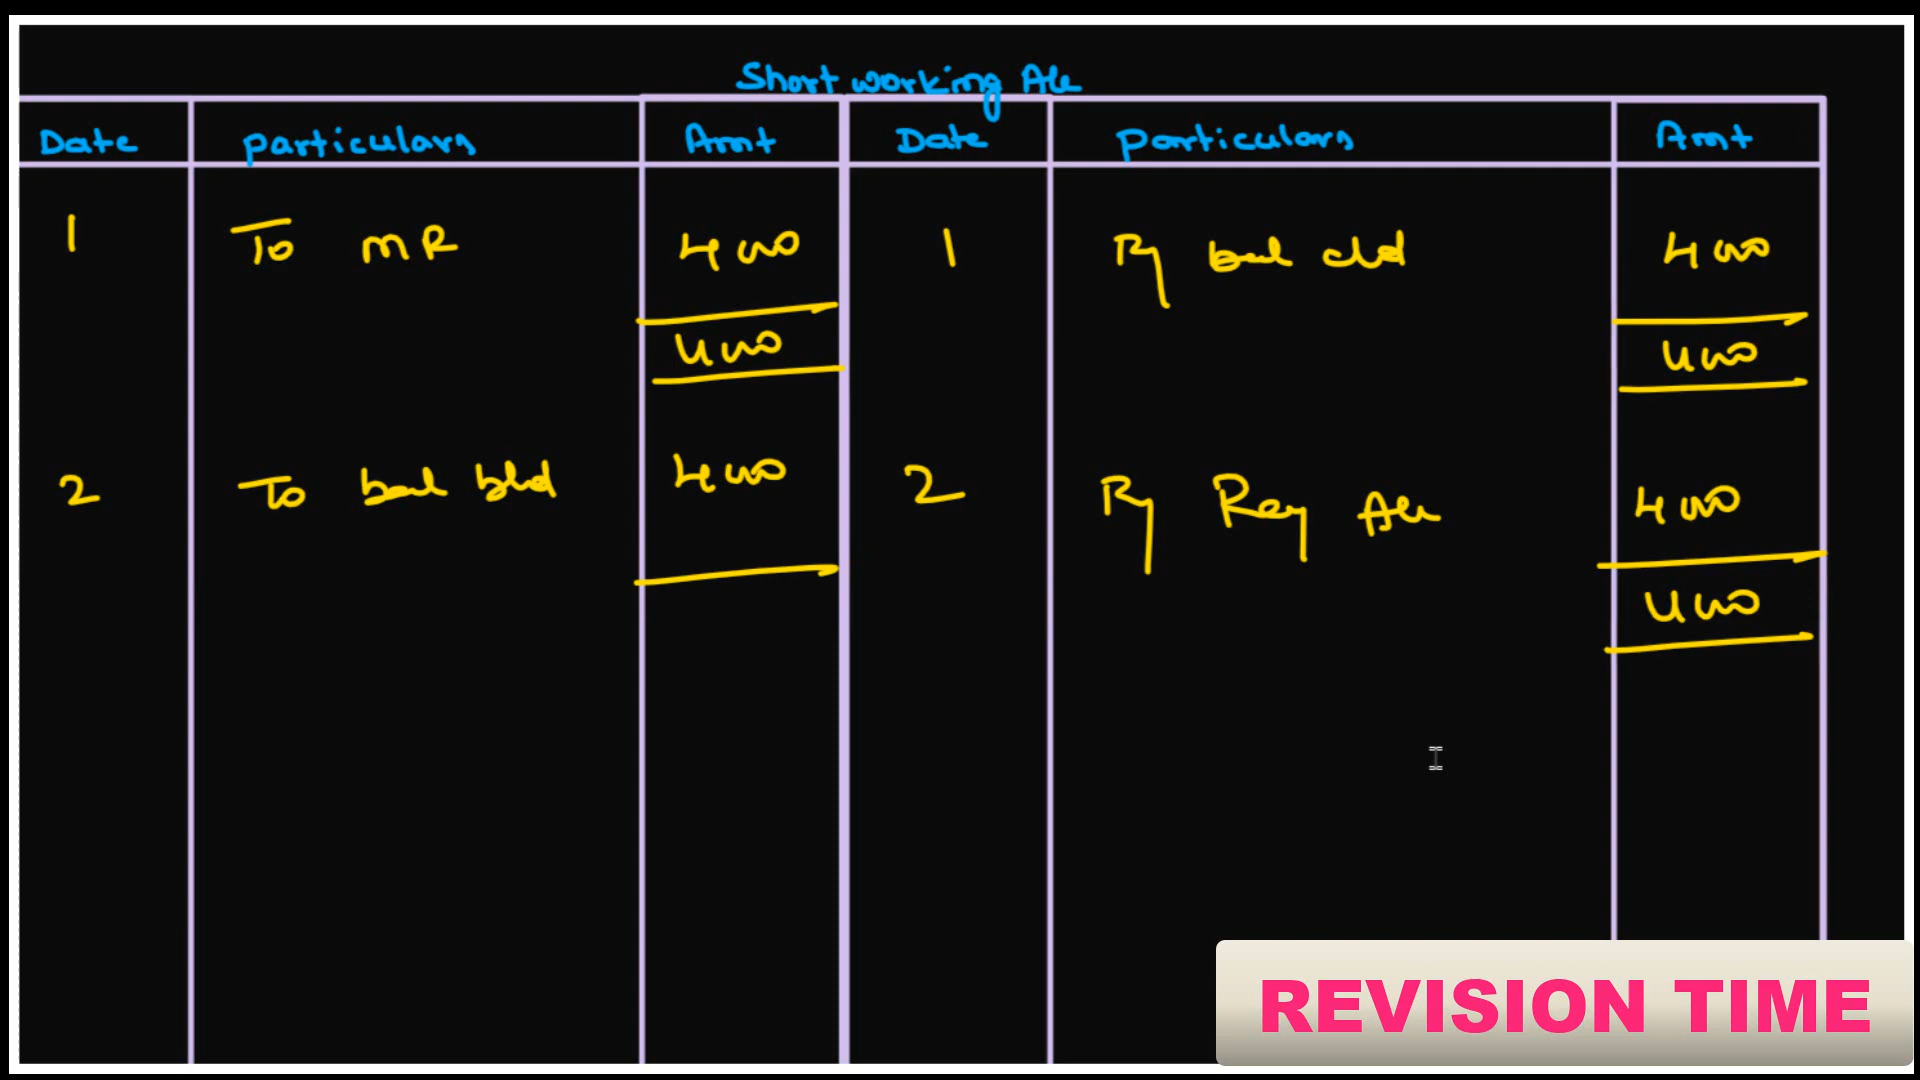 Short working A/c
Date Particulars Amt Date Particulars Amt
1 To MR 4000 1 By bal c/d 4000
4000 4000
2 To bal b/d 4000 2 By Roy A/c 4000
4000
REVISION TIME